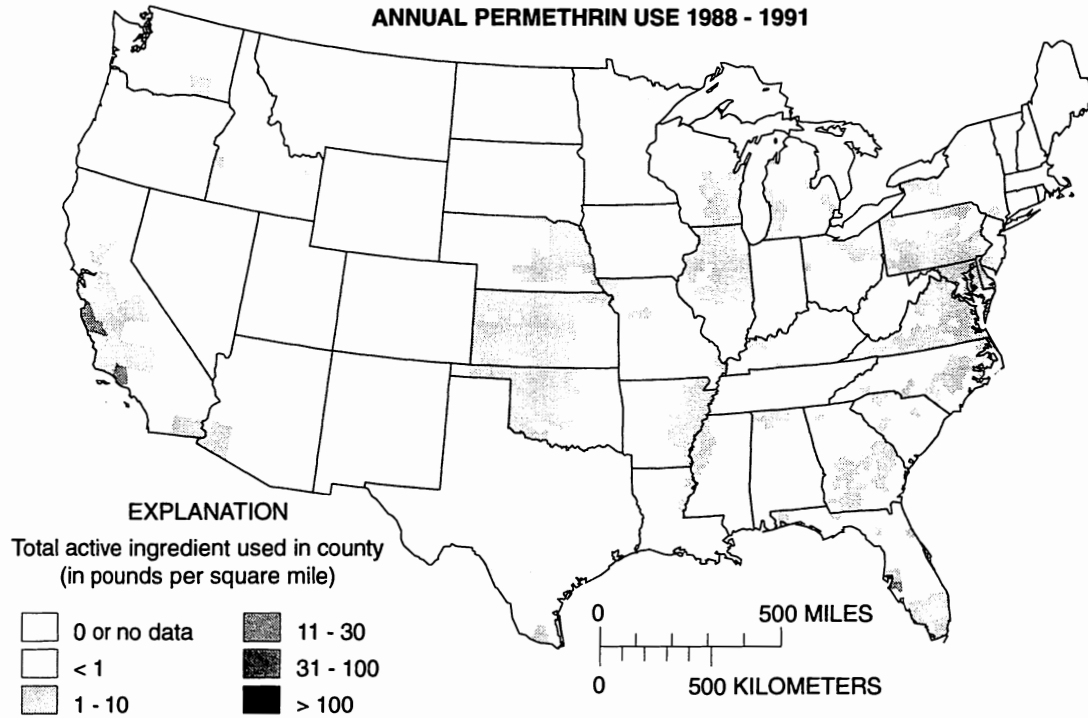 ANNUAL PERMETHRIN USE 1988 - 1991
EXPLANATION
Total active ingredient used in county
(in pounds per square mile)
0 or no data
< 1
1 - 10
11 - 30
31 - 100
> 100
0 500 MILES
0 500 KILOMETERS